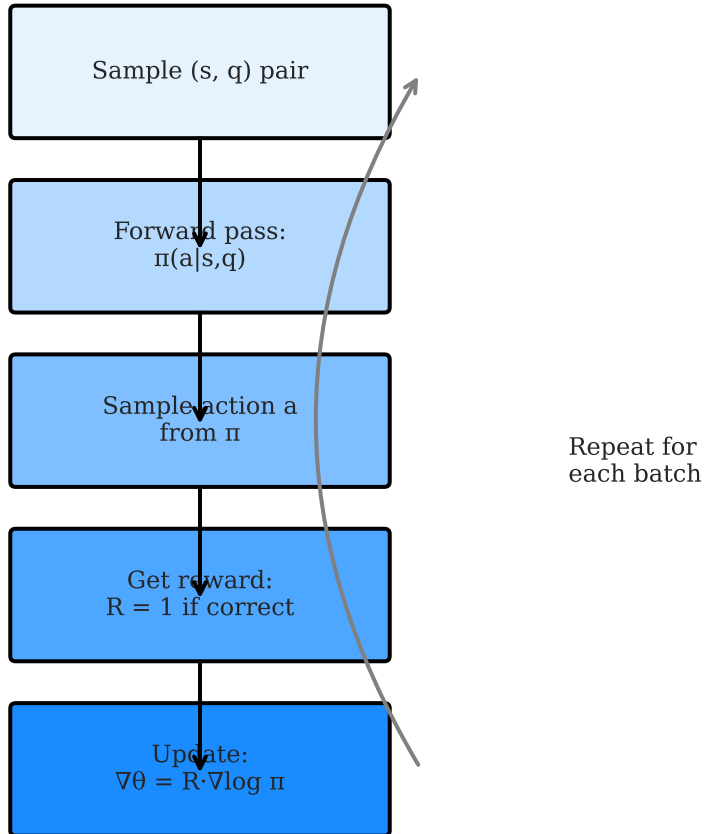 Sample (s, q) pair
Forward pass:
π(a|s,q)
Sample action a
from π
Repeat for
each batch
Get reward:
R = 1 if correct
Update:
∇θ = R·∇log π